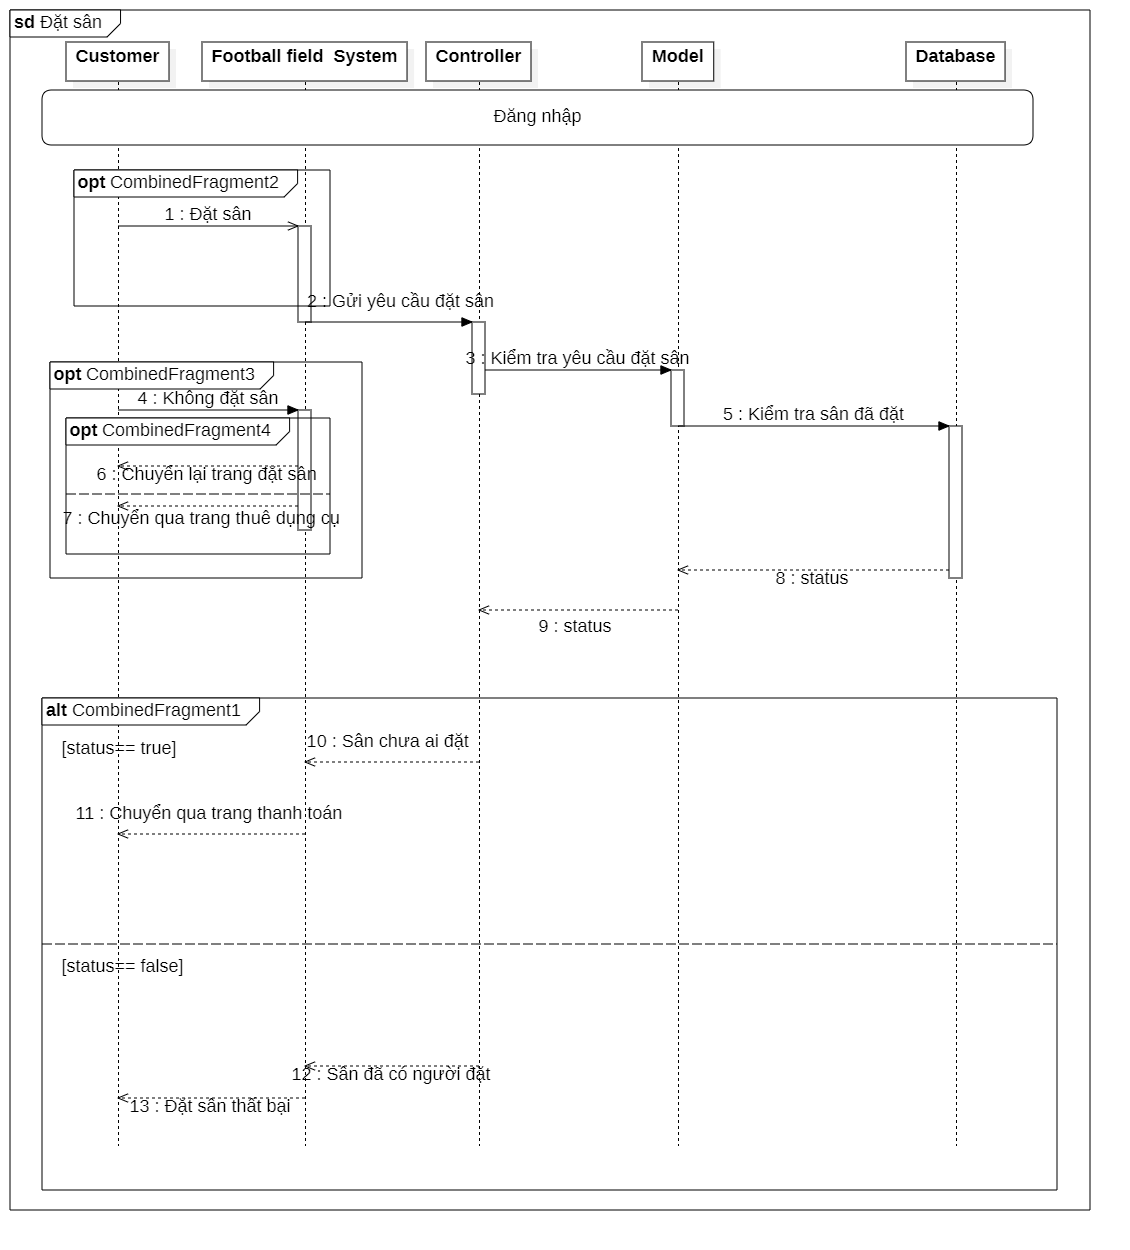 sd Đặt sân
Customer
Football field System
Controller
Model
Database
Đăng nhập
opt CombinedFragment2
1 : Đặt sân
2 : Gửi yêu cầu đặt sân
3 : Kiểm tra yêu cầu đặt sân
opt CombinedFragment3
4 : Không đặt sân
5 : Kiểm tra sân đã đặt
opt CombinedFragment4
6 : Chuyển lại trang đặt sân
7 : Chuyển qua trang thuê dụng cụ
8 : status
9 : status
alt CombinedFragment1
[status== true]
10 : Sân chưa ai đặt
11 : Chuyển qua trang thanh toán
[status== false]
12 : Sân đã có người đặt
13 : Đặt sân thất bại